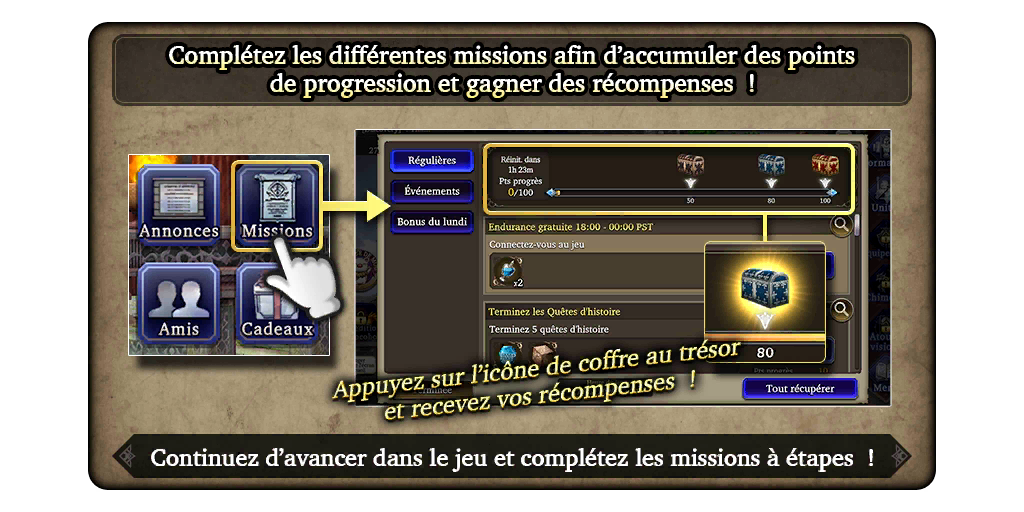 Complétez les différentes missions afin d'accumuler des points
de progression et gagner des récompenses !
Annonces
Missions
Amis
Cadeaux
Régulières
Événements
Bonus du lundi
Réinit. dans
1h 23m
Pts progrès
0/100
50
80
100
Endurance gratuite 18:00 - 00:00 PST
Connectez-vous au jeu
x2
Terminez les Quêtes d'histoire
Terminez 5 quêtes d'histoire
80
Appuyez sur l'icône de coffre au trésor
et recevez vos récompenses !
Tout récupérer
Continuez d'avancer dans le jeu et complétez les missions à étapes !